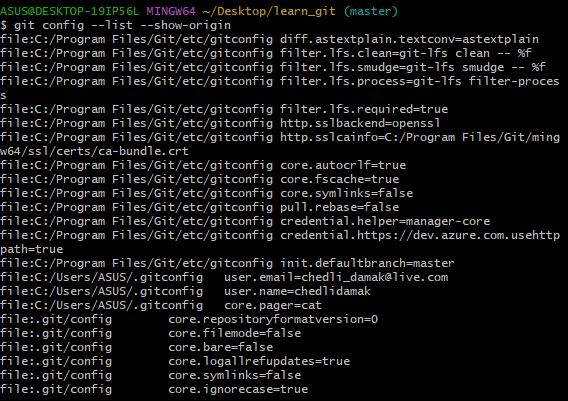 ASUS@DESKTOP-19IP56L MINGW64 ~/Desktop/learn_git (master)
$ git config --list --show-origin
file:C:/Program Files/Git/etc/gitconfig diff.astextplain.textconv=astextplain
file:C:/Program Files/Git/etc/gitconfig filter.lfs.clean=git-lfs clean -- %f
file:C:/Program Files/Git/etc/gitconfig filter.lfs.smudge=git-lfs smudge -- %f
file:C:/Program Files/Git/etc/gitconfig filter.lfs.process=git-lfs filter-proces
s
file:C:/Program Files/Git/etc/gitconfig filter.lfs.required=true
file:C:/Program Files/Git/etc/gitconfig http.sslbackend=openssl
file:C:/Program Files/Git/etc/gitconfig http.sslcainfo=C:/Program Files/Git/ming
w64/ssl/certs/ca-bundle.crt
file:C:/Program Files/Git/etc/gitconfig core.autocrlf=true
file:C:/Program Files/Git/etc/gitconfig core.fscache=true
file:C:/Program Files/Git/etc/gitconfig core.symlinks=false
file:C:/Program Files/Git/etc/gitconfig pull.rebase=false
file:C:/Program Files/Git/etc/gitconfig credential.helper=manager-core
file:C:/Program Files/Git/etc/gitconfig credential.https://dev.azure.com.usehttp
path=true
file:C:/Program Files/Git/etc/gitconfig init.defaultbranch=master
file:C:/Users/ASUS/.gitconfig   user.email=chedli_damak@live.com
file:C:/Users/ASUS/.gitconfig   user.name=chedlidamak
file:C:/Users/ASUS/.gitconfig   core.pager=cat
file:.git/config        core.repositoryformatversion=0
file:.git/config        core.filemode=false
file:.git/config        core.bare=false
file:.git/config        core.logallrefupdates=true
file:.git/config        core.symlinks=false
file:.git/config        core.ignorecase=true